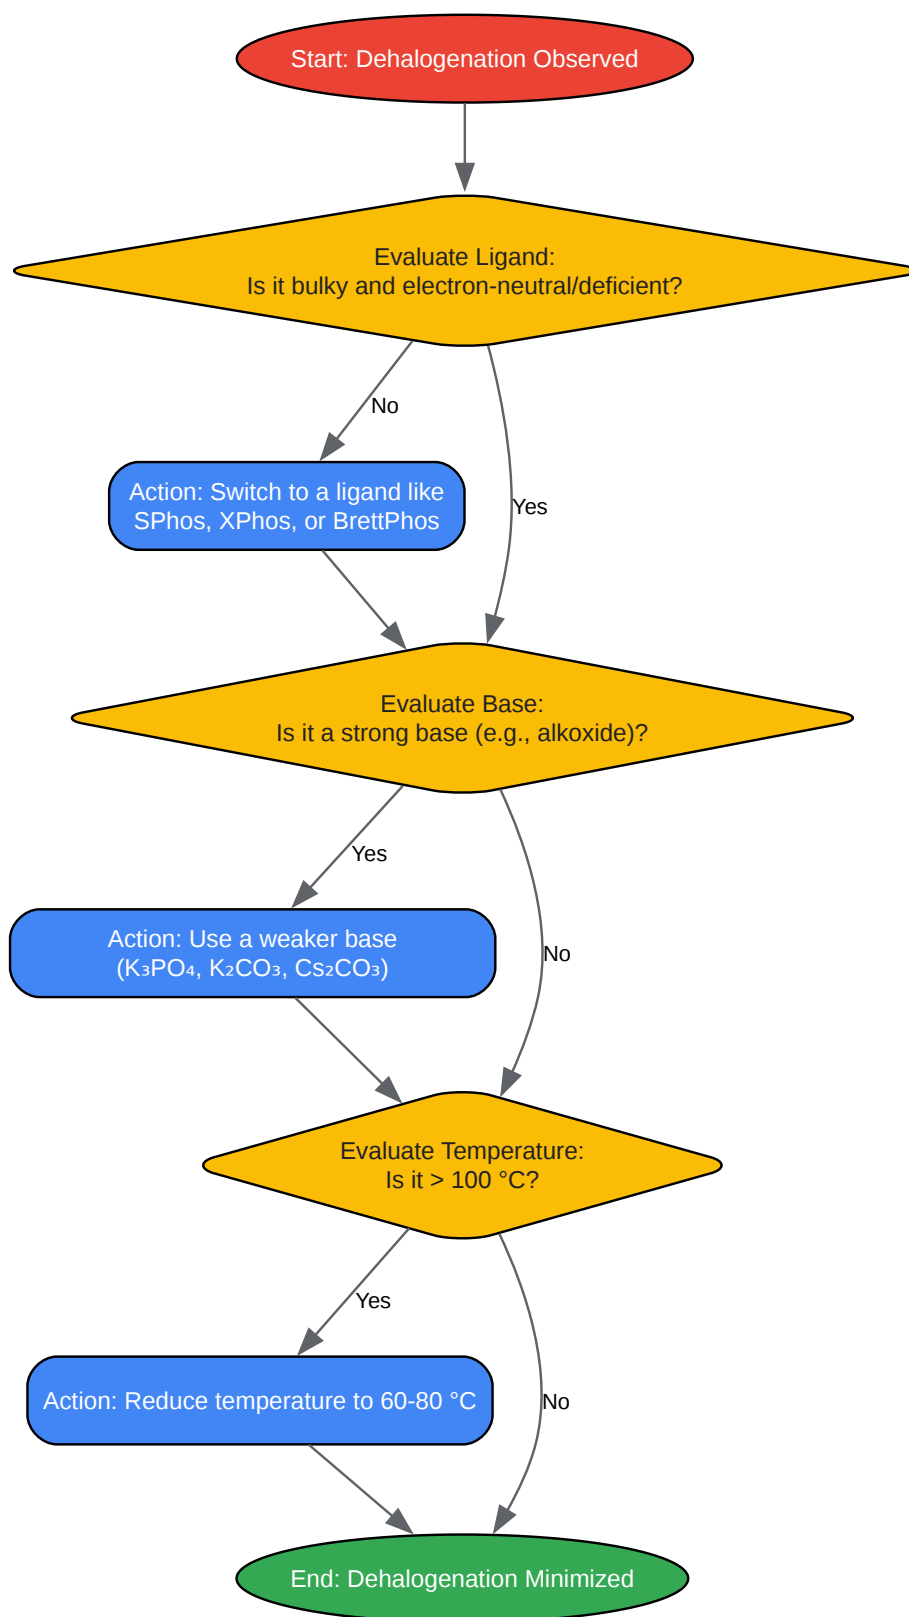 Start: Dehalogenation Observed
Evaluate Ligand:
Is it bulky and electron-neutral/deficient?
No
Action: Switch to a ligand like
SPhos, XPhos, or BrettPhos
Yes
Evaluate Base:
Is it a strong base (e.g., alkoxide)?
Yes
Action: Use a weaker base
(K₃PO₄, K₂CO₃, Cs₂CO₃)
No
Evaluate Temperature:
Is it > 100 °C?
Yes
Action: Reduce temperature to 60-80 °C
No
End: Dehalogenation Minimized